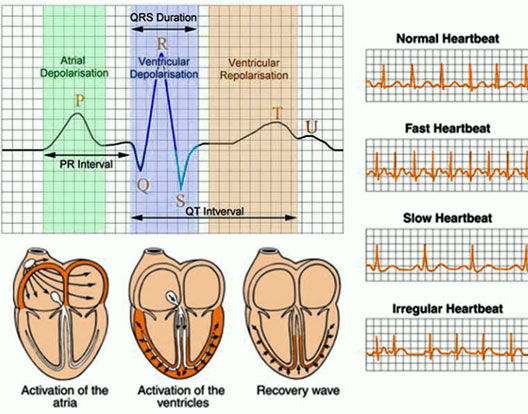 QRS Duration
R
Atrial
Depolarisation
Ventricular
Depolarisation
Ventricular
Repolarisation
P
T
U
PR Interval
Q
S
QT Intverval
Activation of the
atria
Activation of the
ventricles
Recovery wave
Normal Heartbeat
Fast Heartbeat
Slow Heartbeat
Irregular Heartbeat